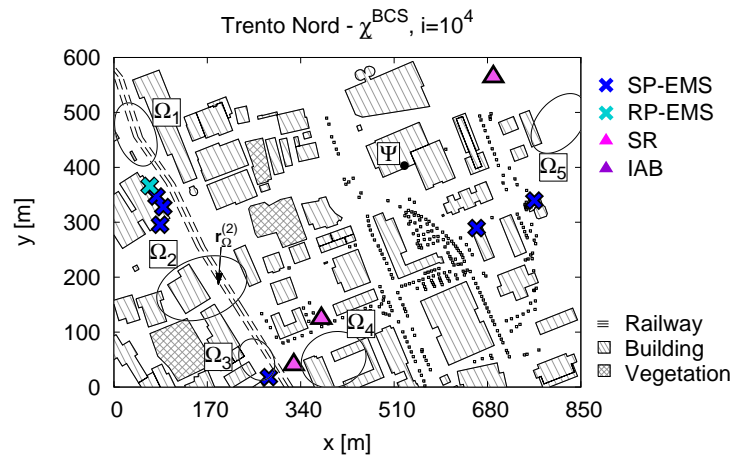 Trento Nord - χ^BCS, i=10^4
600
500
400
300
200
100
0
y [m]
0 170 340 510 680 850
x [m]
Ω1
Ω2
Ω3
Ω4
Ω5
Ψ
r_Ω^(2)
SP-EMS
RP-EMS
SR
IAB
Railway
Building
Vegetation